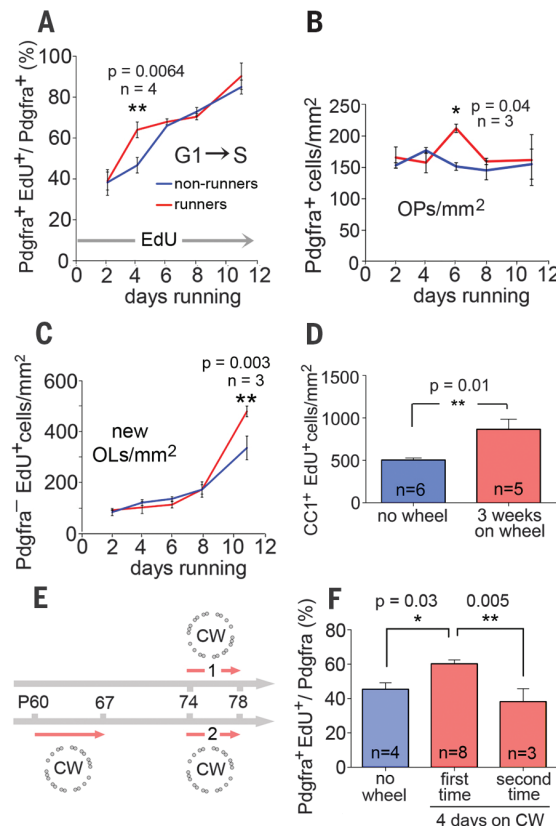 A
Pdgfra+ EdU+/ Pdgfra+ (%)
100
80
60
40
20
0
p = 0.0064
n = 4
**
G1→S
non-runners
runners
EdU
0 2 4 6 8 10 12
days running
B
Pdgfra+ cells/mm2
250
200
150
100
50
0
*
p = 0.04
n = 3
OPs/mm2
0 2 4 6 8 10 12
days running
C
Pdgfra— EdU+cells/mm2
600
400
200
0
p = 0.003
n = 3
**
new
OLs/mm2
0 2 4 6 8 10 12
days running
D
CC1+ EdU+cells/mm2
1500
1000
500
0
p = 0.01
**
n=6
n=5
no wheel
3 weeks
on wheel
E
CW
1
P60 67 74 78
2
CW
CW
F
Pdgfra+EdU+/ Pdgfra (%)
80
60
40
20
0
p = 0.03
0.005
*
**
n=4
n=8
n=3
no
wheel
first
time
second
time
4 days on CW